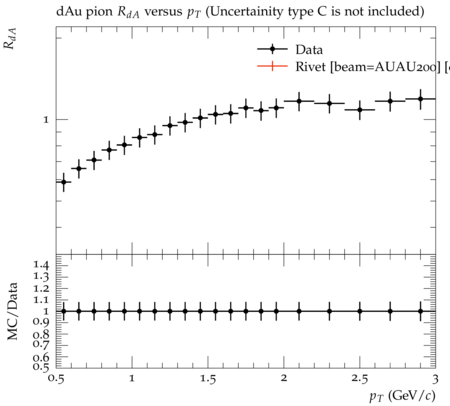 dAu pion R_dA versus p_T (Uncertainity type C is not included)
R_dA
Data
Rivet [beam=AUAU200] [
1
MC/Data
1.4
1.3
1.2
1.1
1
0.9
0.8
0.7
0.6
0.5
0.5 1 1.5 2 2.5 3
p_T (GeV/c)